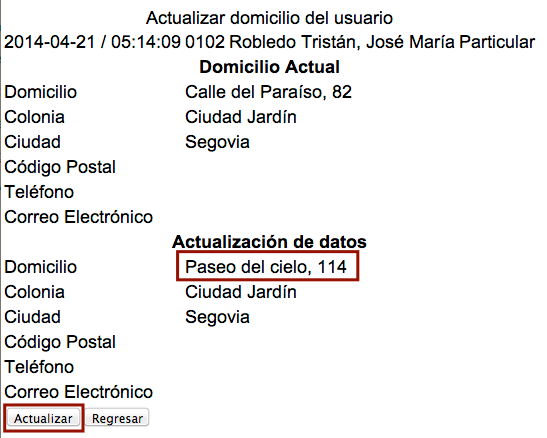 Actualizar domicilio del usuario
2014-04-21 / 05:14:09 0102 Robledo Tristán, José María Particular
Domicilio Actual
Domicilio Calle del Paraíso, 82
Colonia Ciudad Jardín
Ciudad Segovia
Código Postal
Teléfono
Correo Electrónico
Actualización de datos
Domicilio Paseo del cielo, 114
Colonia Ciudad Jardín
Ciudad Segovia
Código Postal
Teléfono
Correo Electrónico
Actualizar Regresar